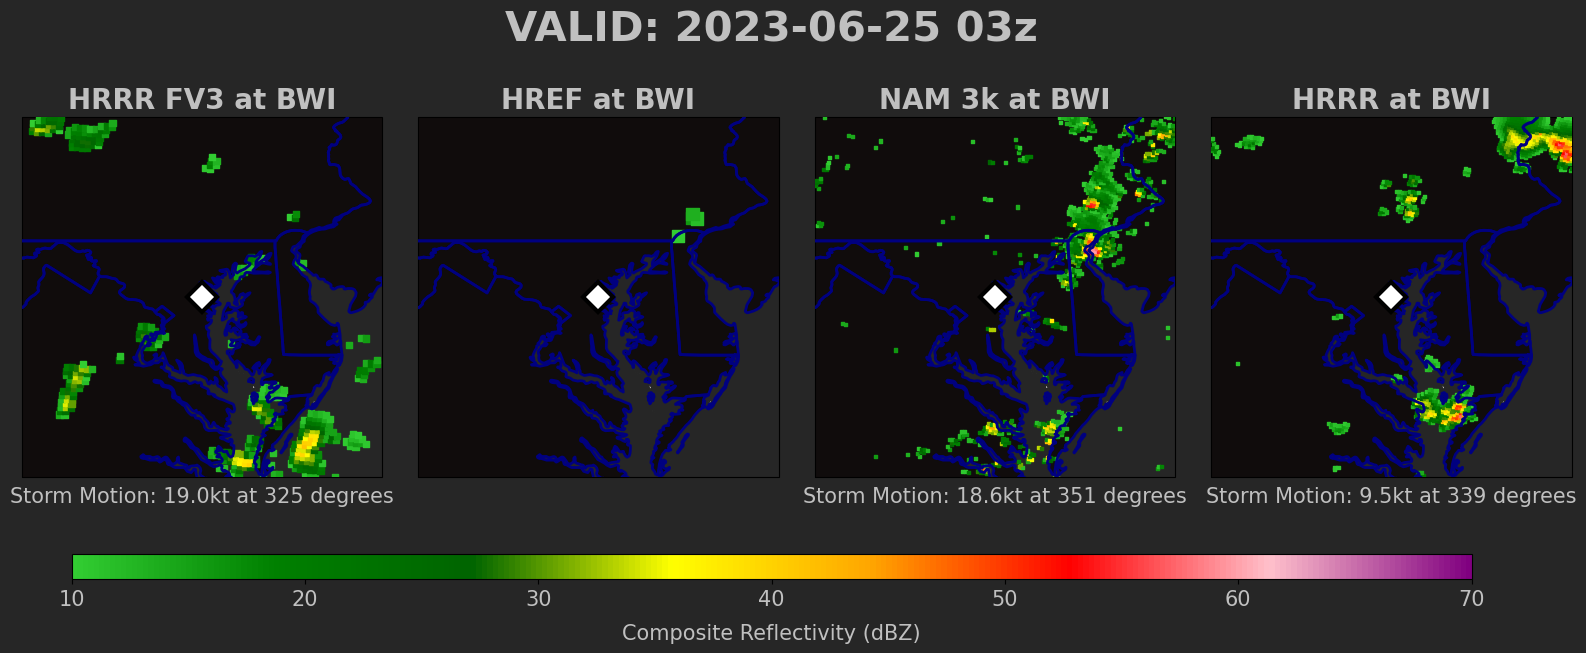 VALID: 2023-06-25 03z
HRRR FV3 at BWI
HREF at BWI
NAM 3k at BWI
HRRR at BWI
Storm Motion: 19.0kt at 325 degrees
Storm Motion: 18.6kt at 351 degrees
Storm Motion: 9.5kt at 339 degrees
10 20 30 40 50 60 70
Composite Reflectivity (dBZ)